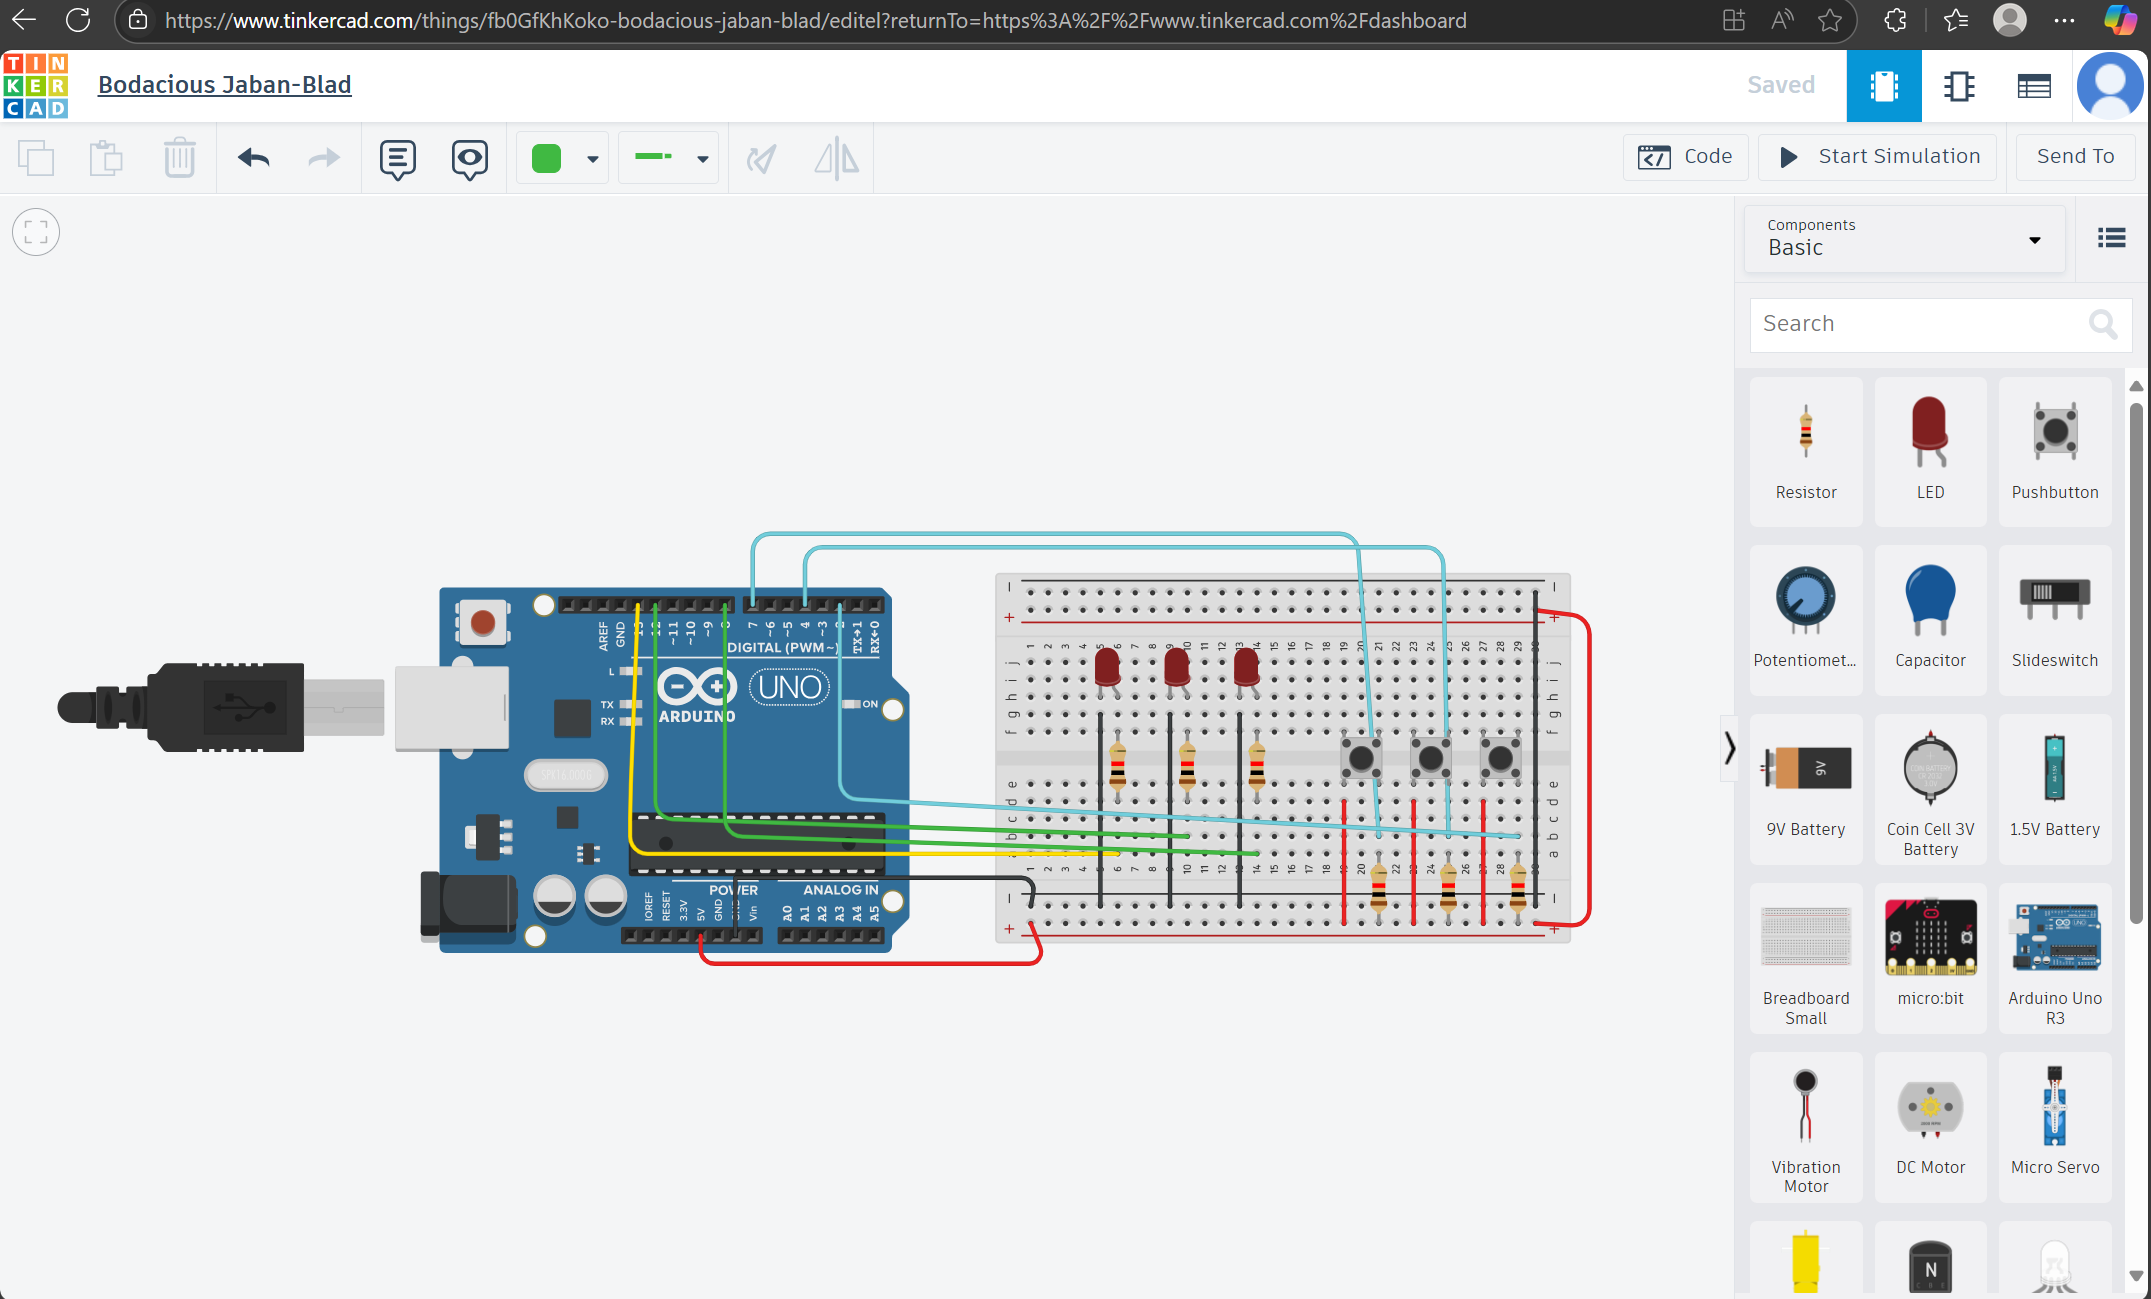 https://www.tinkercad.com/things/fb0GfKhKoko-bodacious-jaban-blad/editel?returnTo=https%3A%2F%2Fwww.tinkercad.com%2Fdashboard
TIN
KER
CAD
Bodacious Jaban-Blad
Saved
Code
Start Simulation
Send To
Components
Basic
Search
Resistor
LED
Pushbutton
Potentiomet...
Capacitor
Slideswitch
9V
9V Battery
Coin Cell 3V
Battery
1.5V Battery
Breadboard
Small
micro:bit
Arduino Uno
R3
Vibration
Motor
DC Motor
Micro Servo
N
AREF
GND
~11
~10
~9
7
~6
~5
4
~3
TX→1
RX←0
DIGITAL (PWM~)
L
TX
RX
UNO
ARDUINO
ON
POWER
ANALOG IN
IOREF
RESET
3.3V
5V
GND
Vin
A0
A1
A2
A3
A4
A5